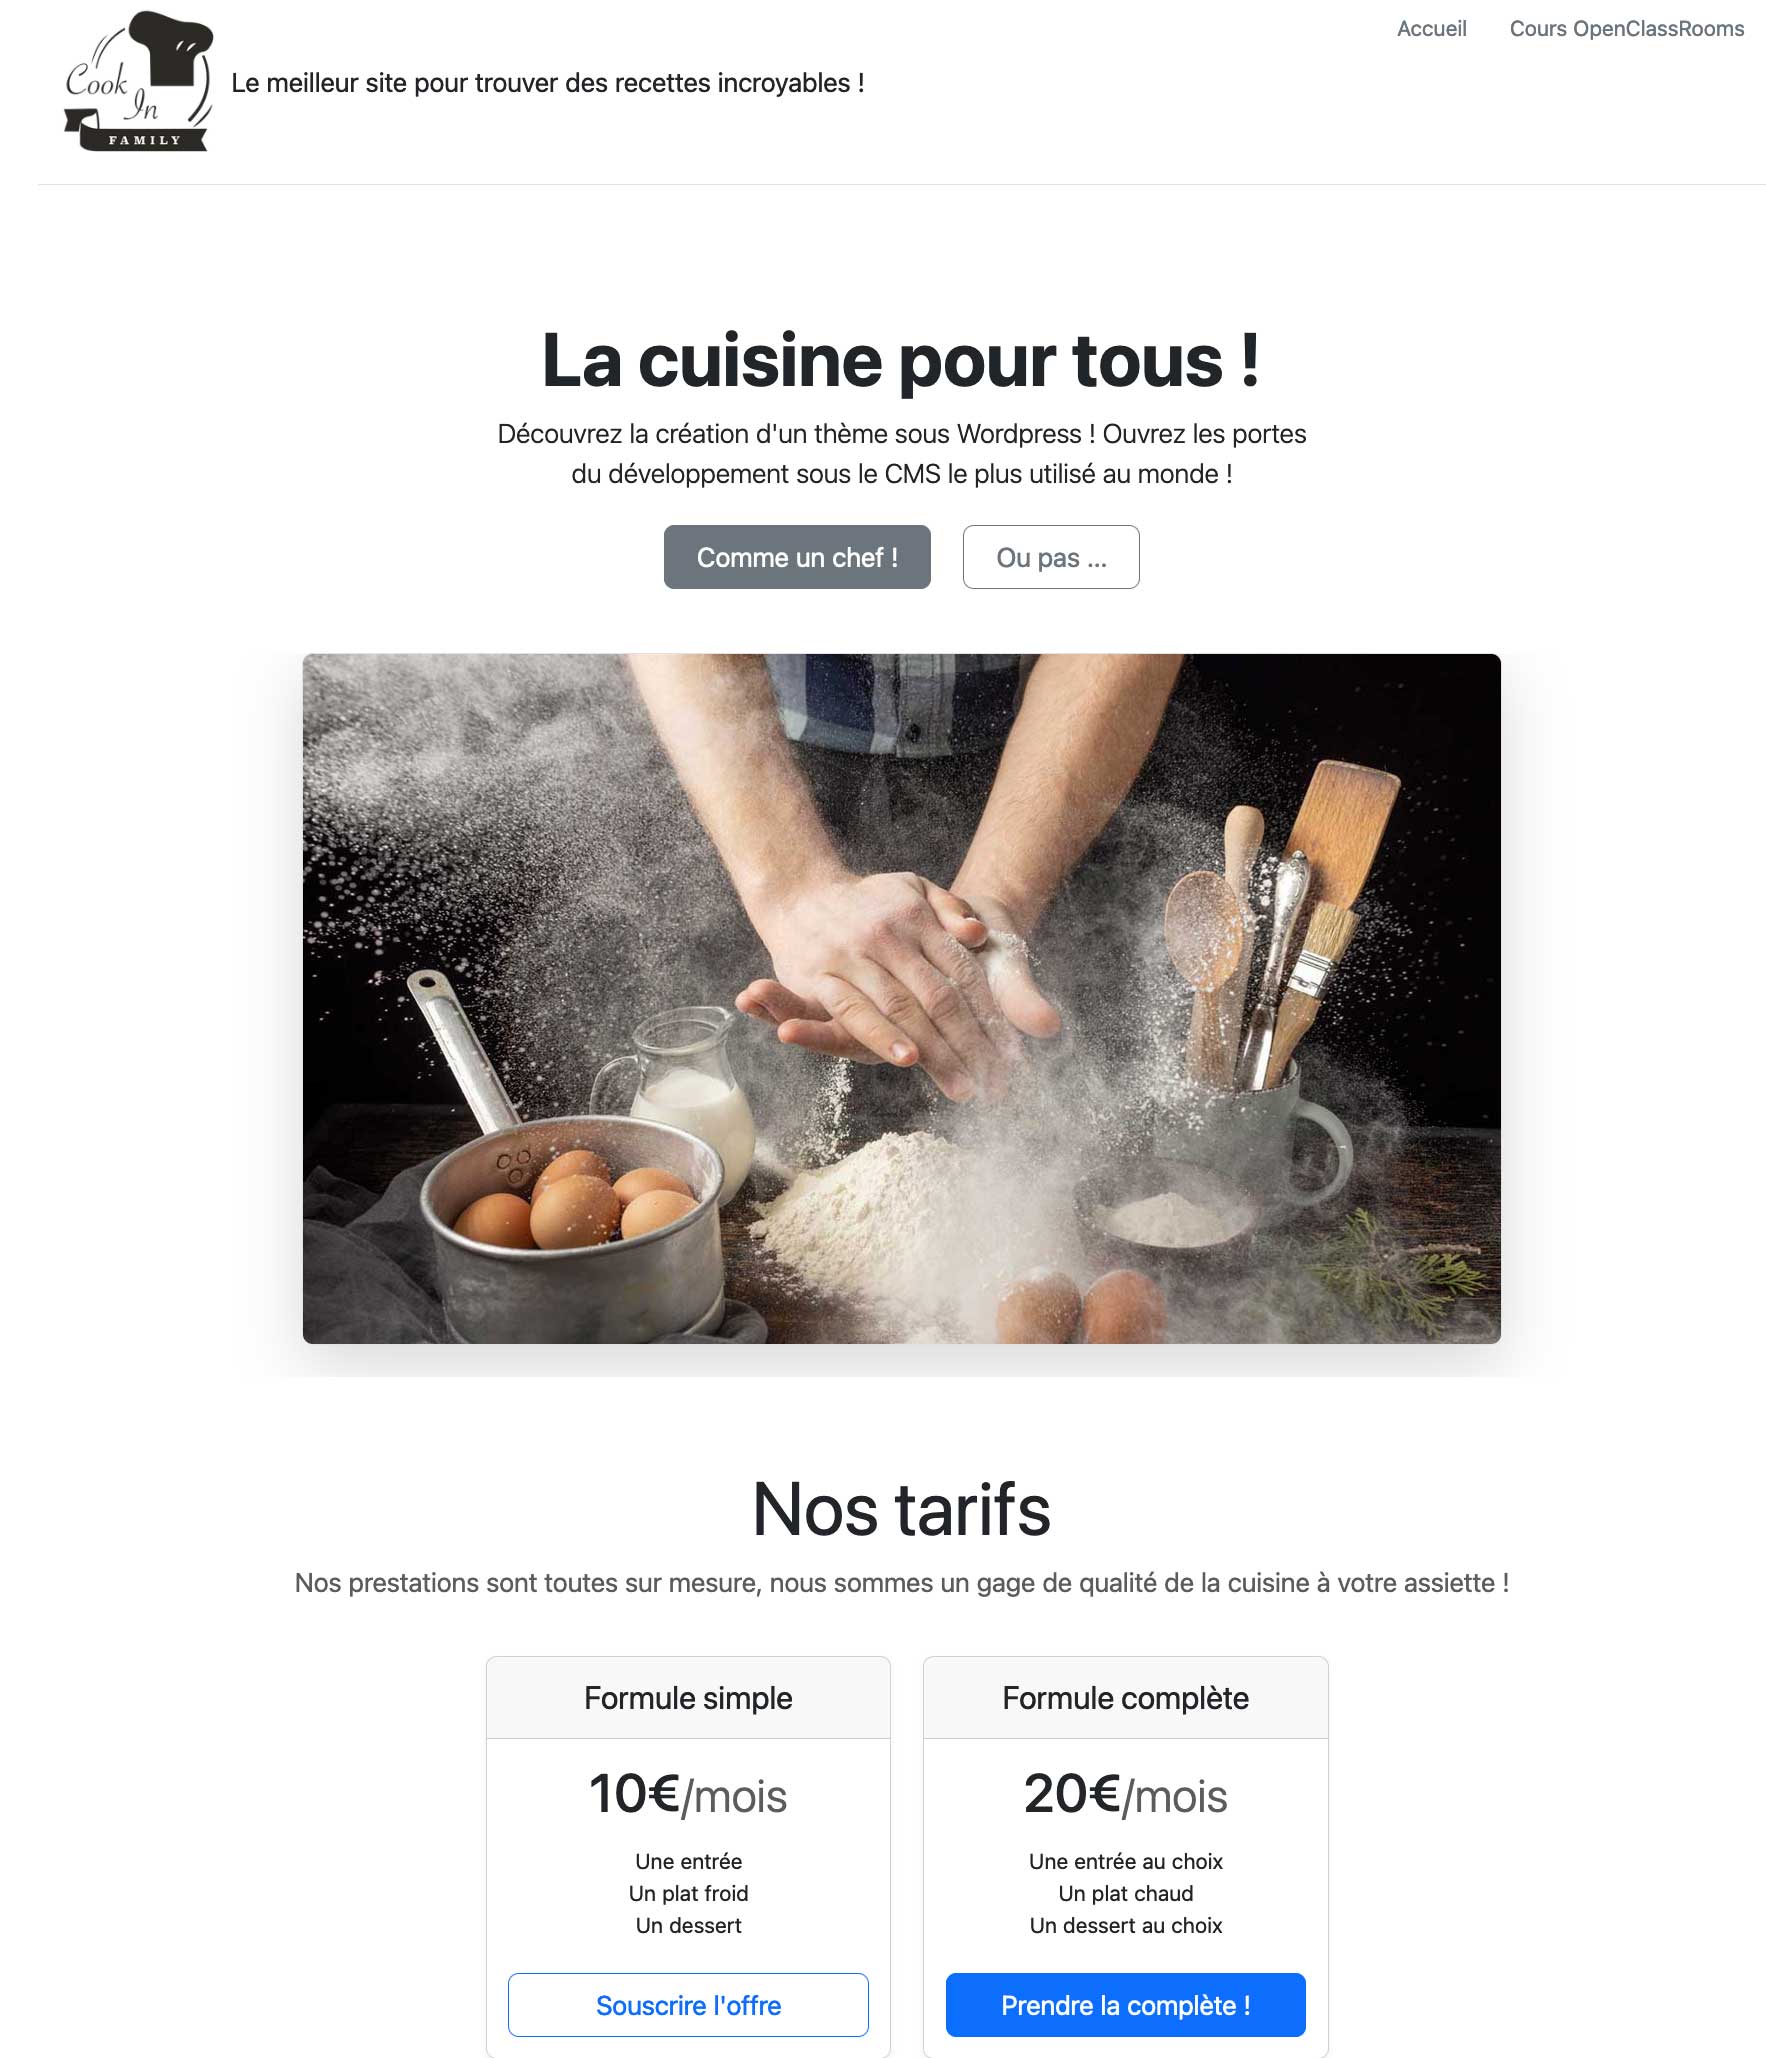 Cook
In
FAMILY
Le meilleur site pour trouver des recettes incroyables !
Accueil
Cours OpenClassRooms
La cuisine pour tous !
Découvrez la création d'un thème sous Wordpress ! Ouvrez les portes
du développement sous le CMS le plus utilisé au monde !
Comme un chef !
Ou pas ...
Nos tarifs
Nos prestations sont toutes sur mesure, nous sommes un gage de qualité de la cuisine à votre assiette !
Formule simple
10€/mois
Une entrée
Un plat froid
Un dessert
Souscrire l'offre
Formule complète
20€/mois
Une entrée au choix
Un plat chaud
Un dessert au choix
Prendre la complète !